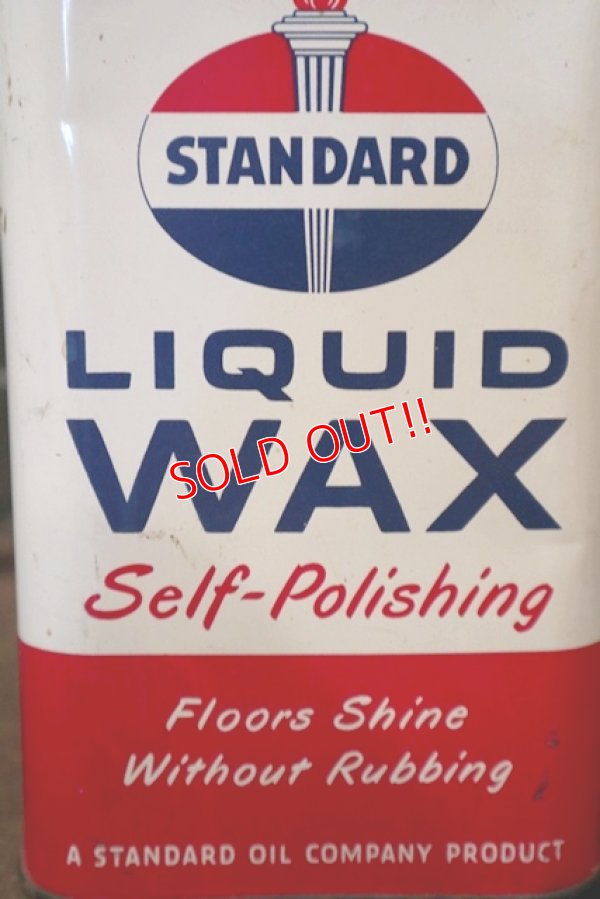 STANDARD
LIQUID
WAX
SOLD OUT!!
Self-Polishing
Floors Shine
Without Rubbing
A STANDARD OIL COMPANY PRODUCT